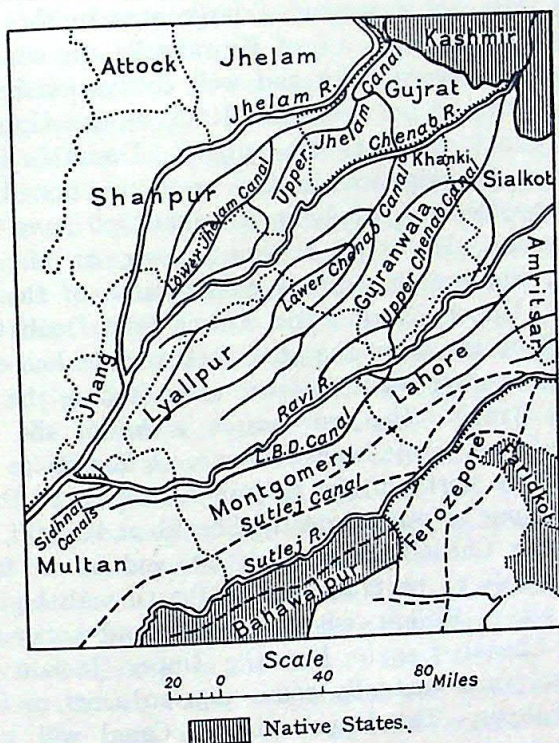 Kashmir
Attock
Jhelam
Gujrat
Jhelam R.
Upper Jhelam Canal
Chenab R.
Khanki
Sialkot
Shahpur
Lower Jhelam Canal
Lower Chenab Canal
Gujranwala
Upper Chenab Canal
Amritsar
Jhang
Lyallpur
Ravi R.
Lahore
L.B.D. Canal
Montgomery
Sutlej Canal
Ferozepore
Faridkot
Sidhnai Canals
Multan
Sutlej R.
Bahawalpur
Scale
20 0 40 80 Miles
Native States.